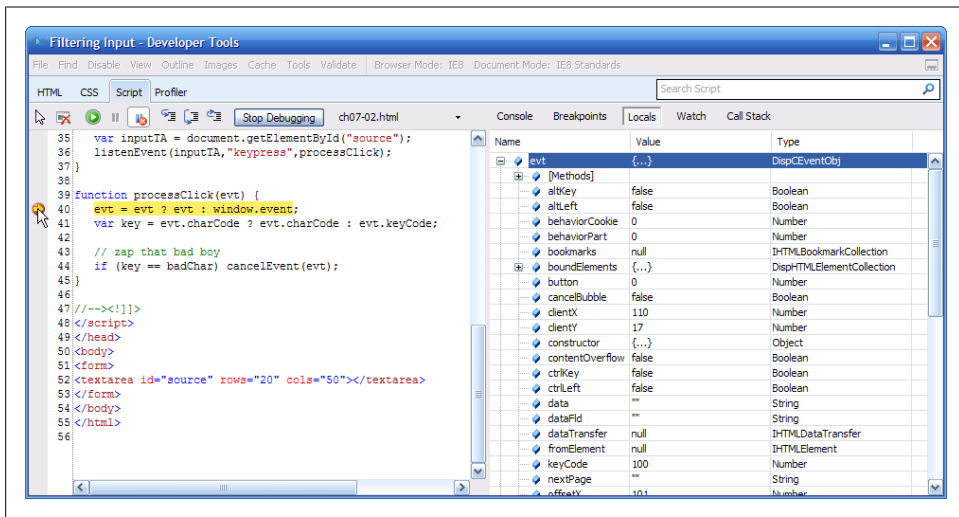 Filtering Input - Developer Tools
File Find Disable View Outline Images Cache Tools Validate Browser Mode: IE8 Document Mode: IE8 Standards
HTML CSS Script Profiler Search Script
Stop Debugging ch07-02.html Console Breakpoints Locals Watch Call Stack
35 var inputTA = document.getElementById("source");
36 listenEvent(inputTA,"keypress",processClick);
37 }
38
39 function processClick(evt) {
40 evt = evt ? evt : window.event;
41 var key = evt.charCode ? evt.charCode : evt.keyCode;
42
43 // zap that bad boy
44 if (key == badChar) cancelEvent(evt);
45 }
46
47 //--><!]]>
48 </script>
49 </head>
50 <body>
51 <form>
52 <textarea id="source" rows="20" cols="50"></textarea>
53 </form>
54 </body>
55 </html>
56
Name Value Type
evt {...} DispCEventObj
[Methods]
altKey false Boolean
altLeft false Boolean
behaviorCookie 0 Number
behaviorPart 0 Number
bookmarks null IHTMLBookmarkCollection
boundElements {...} DispHTMLElementCollection
button 0 Number
cancelBubble false Boolean
clientX 110 Number
clientY 17 Number
constructor {...} Object
contentOverflow false Boolean
ctrlKey false Boolean
ctrlLeft false Boolean
data "" String
dataFld "" String
dataTransfer null IHTMLDataTransfer
fromElement null IHTMLElement
keyCode 100 Number
nextPage "" String
offsetX 101 Number